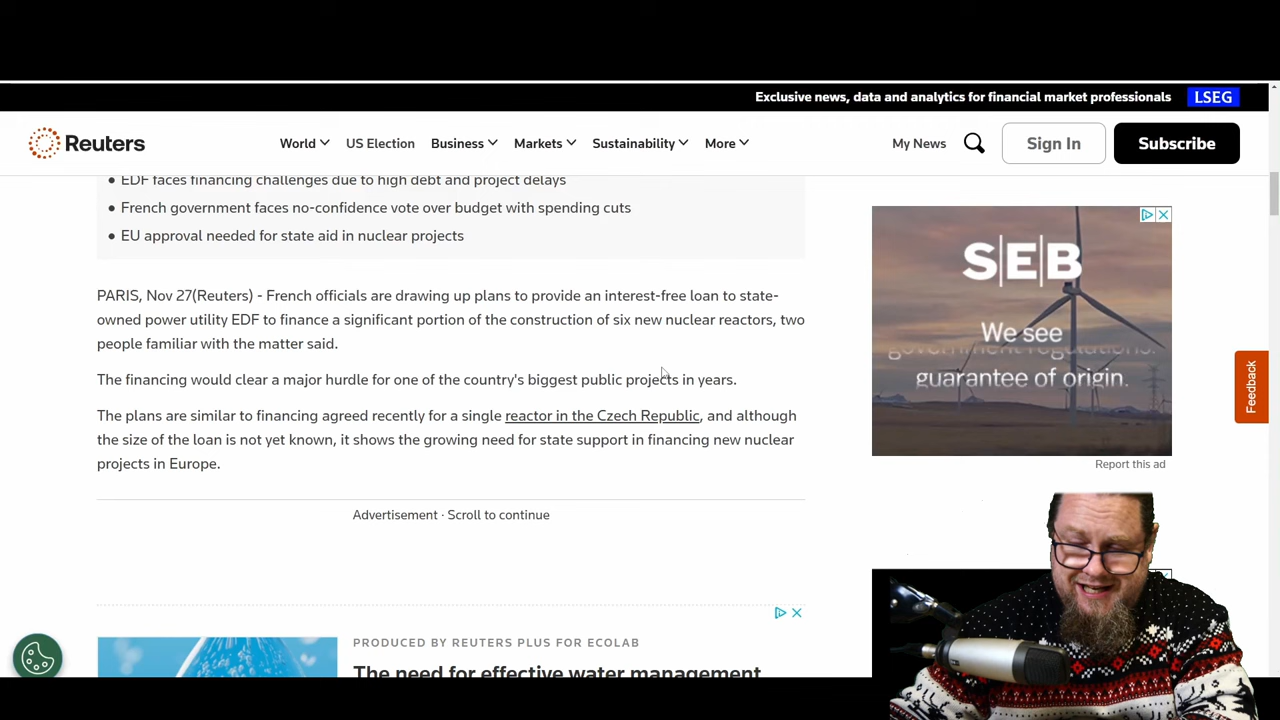 Exclusive news, data and analytics for financial market professionals LSEG
Reuters World US Election Business Markets Sustainability More My News Sign In Subscribe
EDF faces financing challenges due to high debt and project delays
French government faces no-confidence vote over budget with spending cuts
EU approval needed for state aid in nuclear projects
PARIS, Nov 27(Reuters) - French officials are drawing up plans to provide an interest-free loan to state-
owned power utility EDF to finance a significant portion of the construction of six new nuclear reactors, two
people familiar with the matter said.
The financing would clear a major hurdle for one of the country's biggest public projects in years.
The plans are similar to financing agreed recently for a single reactor in the Czech Republic, and although
the size of the loan is not yet known, it shows the growing need for state support in financing new nuclear
projects in Europe.
Advertisement · Scroll to continue
PRODUCED BY REUTERS PLUS FOR ECOLAB
The need for effective water management
S|E|B
We see
government regulations.
guarantee of origin.
Report this ad
Feedback